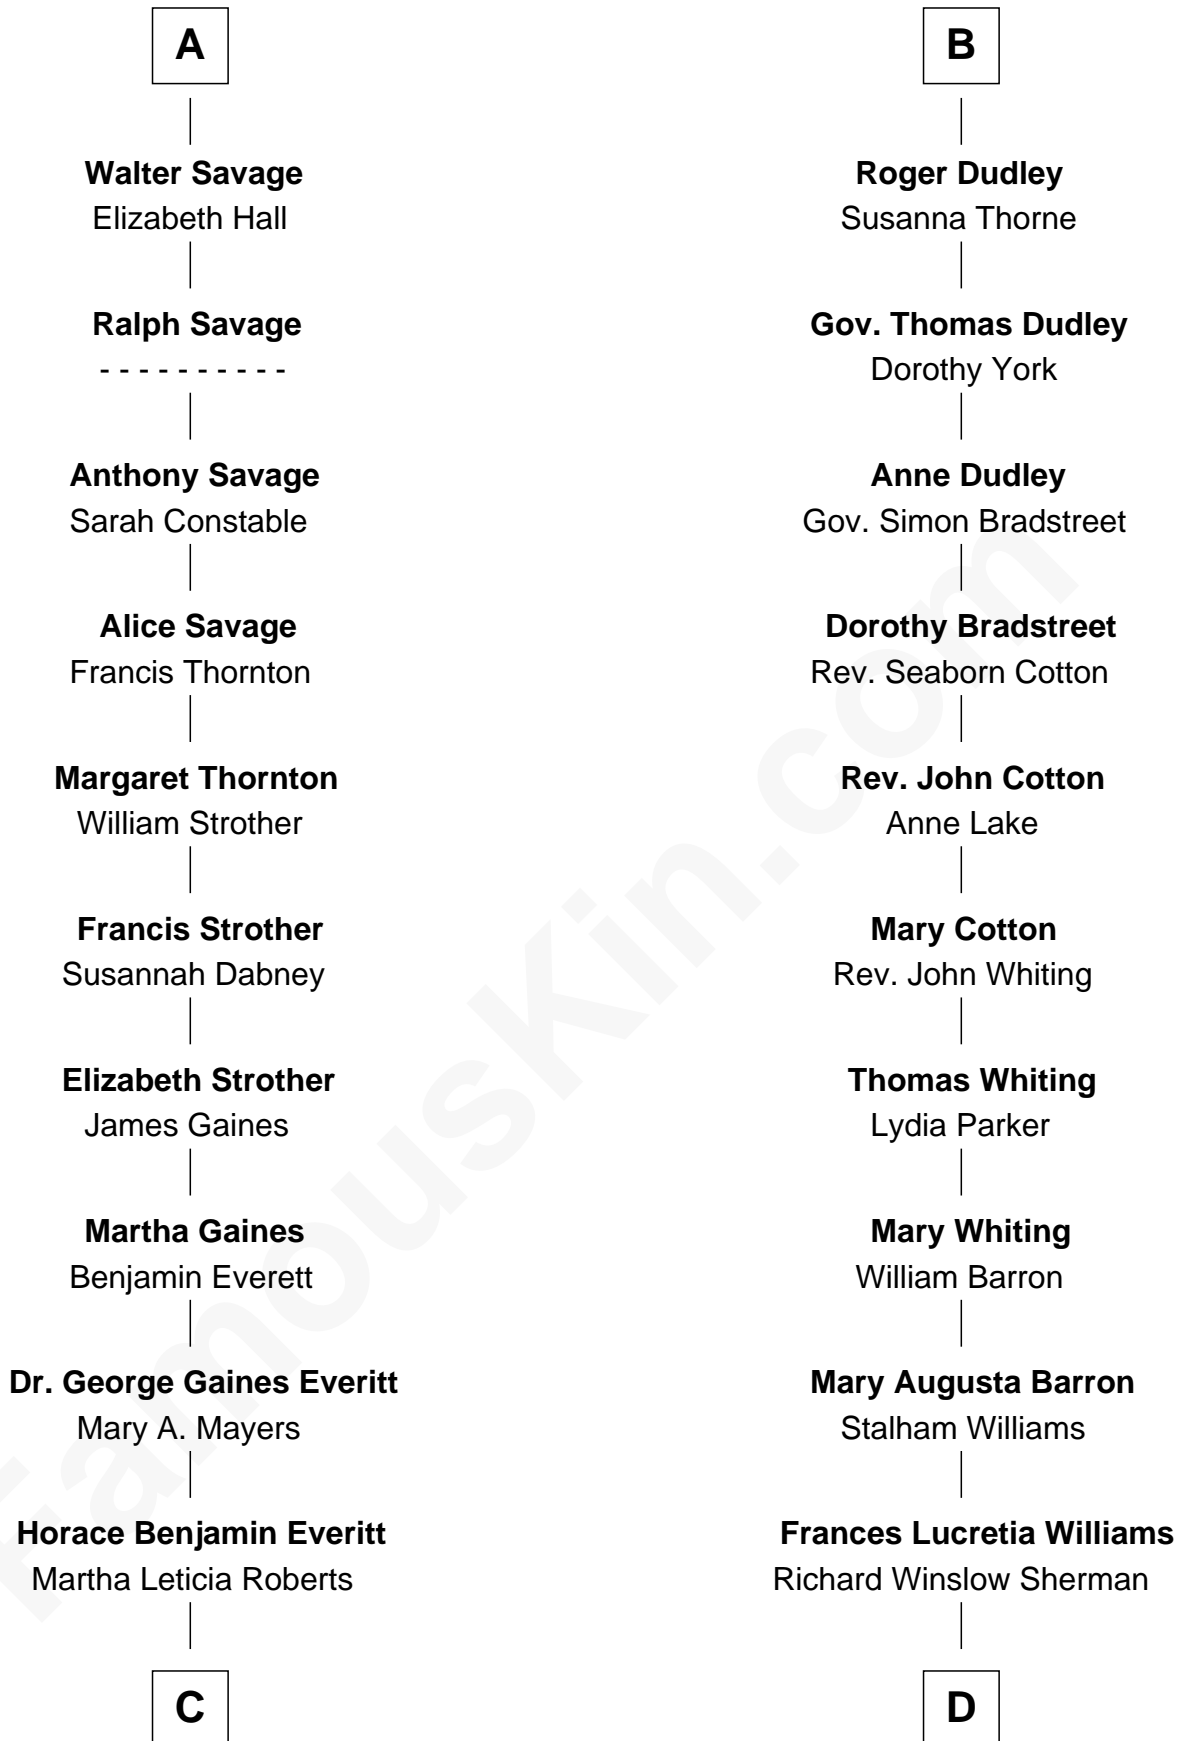 A
Walter Savage
Elizabeth Hall
Ralph Savage
- - - - - - - - - -
Anthony Savage
Sarah Constable
Alice Savage
Francis Thornton
Margaret Thornton
William Strother
Francis Strother
Susannah Dabney
Elizabeth Strother
James Gaines
Martha Gaines
Benjamin Everett
Dr. George Gaines Everitt
Mary A. Mayers
Horace Benjamin Everitt
Martha Leticia Roberts
C
B
Roger Dudley
Susanna Thorne
Gov. Thomas Dudley
Dorothy York
Anne Dudley
Gov. Simon Bradstreet
Dorothy Bradstreet
Rev. Seaborn Cotton
Rev. John Cotton
Anne Lake
Mary Cotton
Rev. John Whiting
Thomas Whiting
Lydia Parker
Mary Whiting
William Barron
Mary Augusta Barron
Stalham Williams
Frances Lucretia Williams
Richard Winslow Sherman
D
FamousKin.com